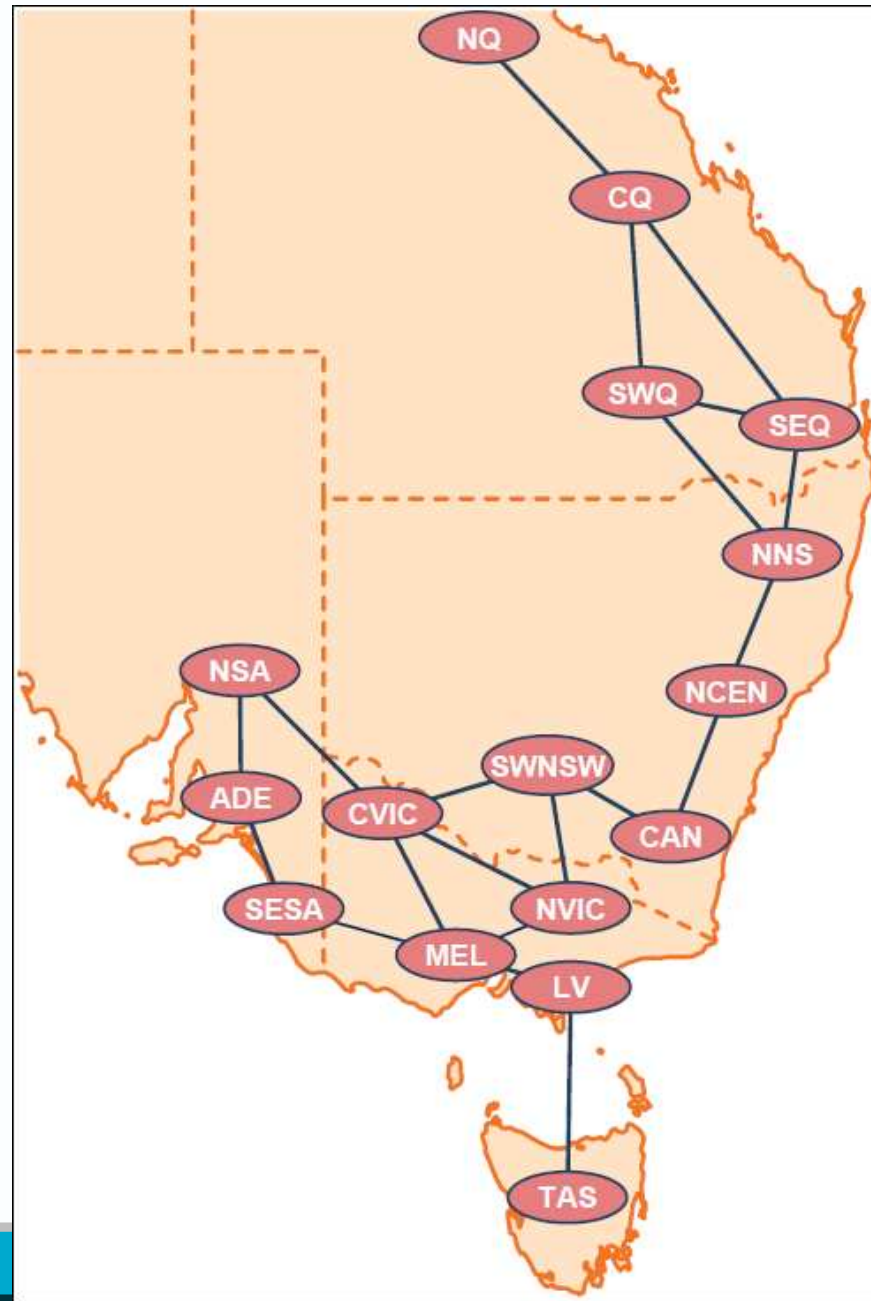 NQ
CQ
SWQ
SEQ
NNS
NSA
NCEN
SWNSW
ADE
CVIC
CAN
SESA
NVIC
MEL
LV
TAS